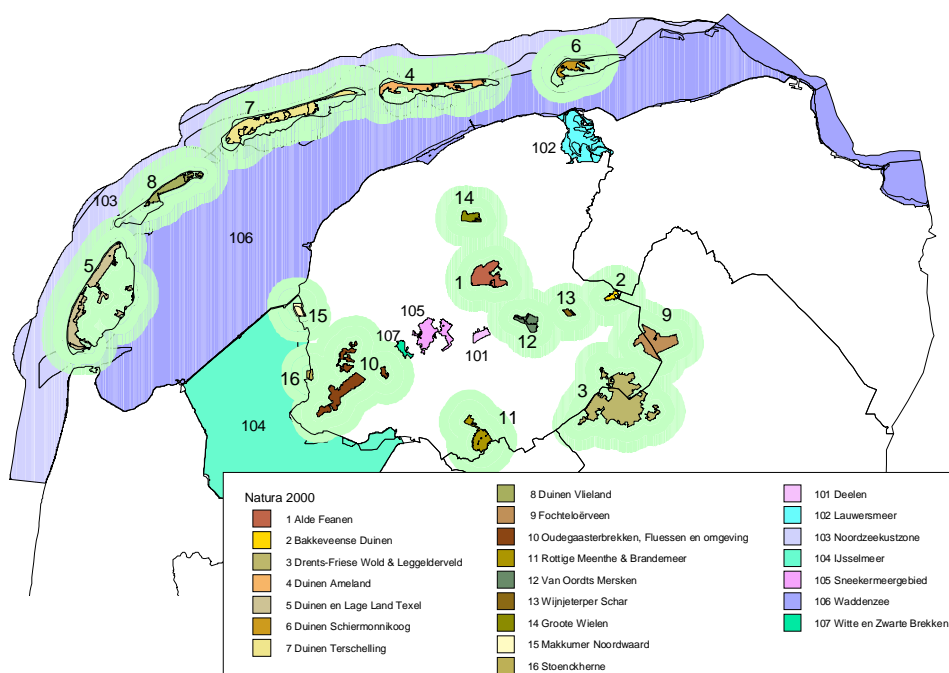 6
4
7
102
8
103
14
106
5
1
2
13
15
105
9
107
12
101
10
16
3
11
104
Natura 2000
1 Alde Feanen
2 Bakkeveense Duinen
3 Drents-Friese Wold & Leggelderveld
4 Duinen Ameland
5 Duinen en Lage Land Texel
6 Duinen Schiermonnikoog
7 Duinen Terschelling
8 Duinen Vlieland
9 Fochteloërveen
10 Oudegaasterbrekken, Fluessen en omgeving
11 Rottige Meenthe & Brandemeer
12 Van Oordts Mersken
13 Wijnjeterper Schar
14 Groote Wielen
15 Makkumer Noordwaard
16 Stoenckherne
101 Deelen
102 Lauwersmeer
103 Noordzeekustzone
104 IJsselmeer
105 Sneekermeergebied
106 Waddenzee
107 Witte en Zwarte Brekken